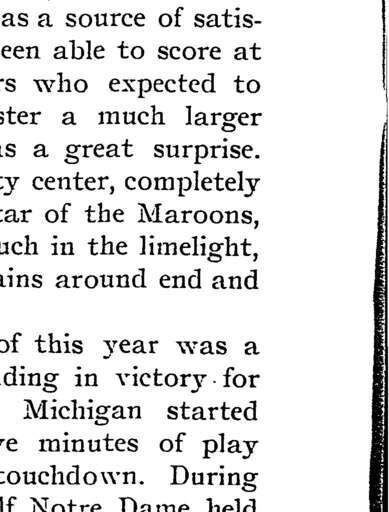 as a source of satis-
een able to score at
rs who expected to
ster a much larger
as a great surprise.
ty center, completely
tar of the Maroons,
uch in the limelight,
ains around end and
of this year was a
ding in victory for
Michigan started
ve minutes of play
touchdown. During
lf Notre Dame held